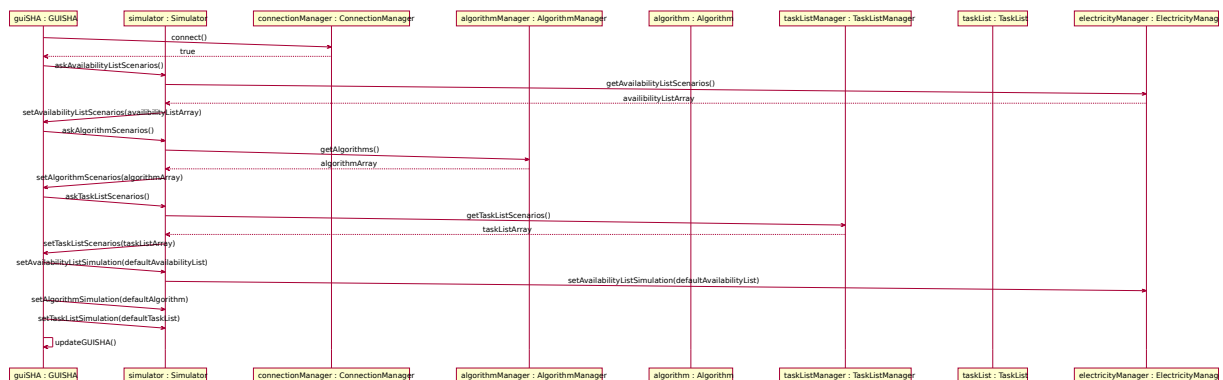 guiSHA : GUISHA
simulator : Simulator
connectionManager : ConnectionManager
algorithmManager : AlgorithmManager
algorithm : Algorithm
taskListManager : TaskListManager
taskList : TaskList
electricityManager : ElectricityManag
connect()
true
askAvailabilityListScenarios()
getAvailabilityListScenarios()
availibilityListArray
setAvailabilityListScenarios(availibilityListArray)
askAlgorithmScenarios()
getAlgorithms()
algorithmArray
setAlgorithmScenarios(algorithmArray)
askTaskListScenarios()
getTaskListScenarios()
taskListArray
setTaskListScenarios(taskListArray)
setAvailabilityListSimulation(defaultAvailabilityList)
setAvailabilityListSimulation(defaultAvailabilityList)
setAlgorithmSimulation(defaultAlgorithm)
setTaskListSimulation(defaultTaskList)
updateGUISHA()
guiSHA : GUISHA
simulator : Simulator
connectionManager : ConnectionManager
algorithmManager : AlgorithmManager
algorithm : Algorithm
taskListManager : TaskListManager
taskList : TaskList
electricityManager : ElectricityManag